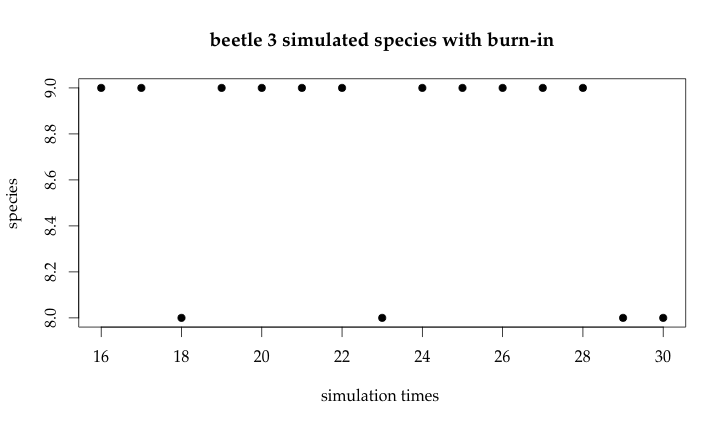 beetle 3 simulated species with burn-in
9.0
8.8
8.6
8.4
8.2
8.0
species
16 18 20 22 24 26 28 30
simulation times